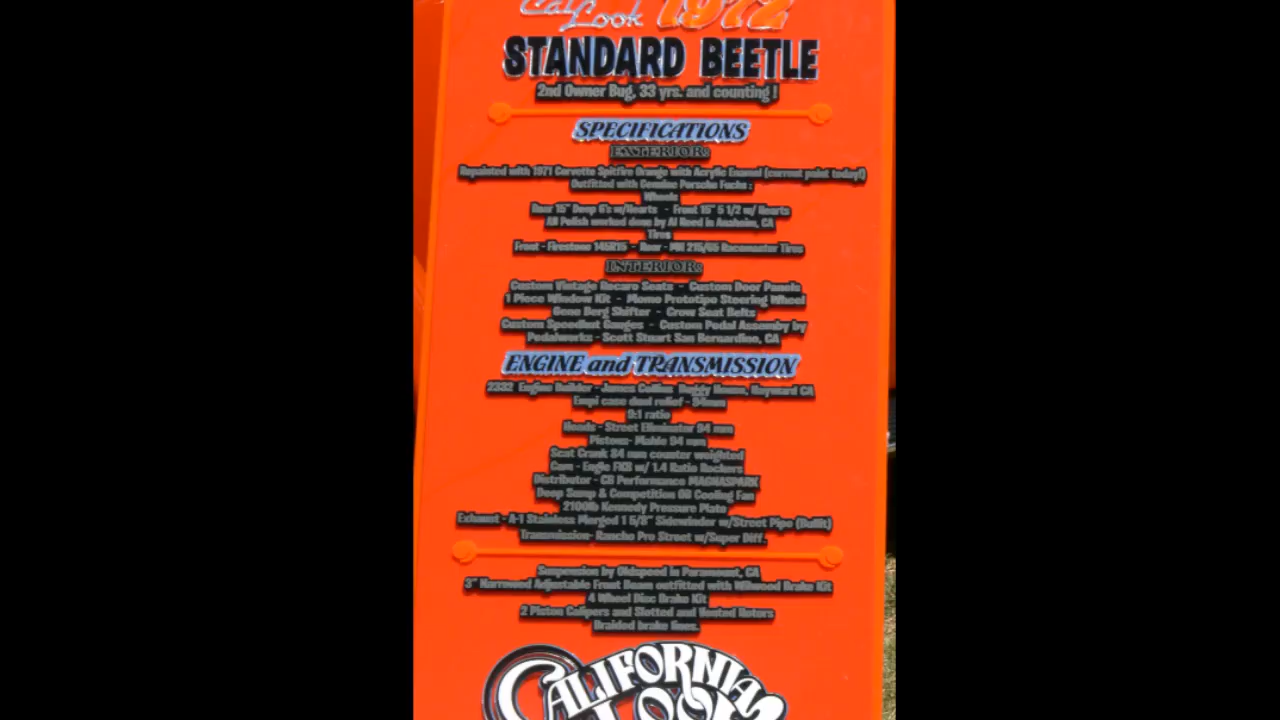 Cal Look 1972
STANDARD BEETLE
2nd Owner Bug, 33 yrs. and counting !
SPECIFICATIONS
EXTERIOR:
Repainted with 1971 Corvette Spitfire Orange with Acrylic Enamel (current paint today!)
Outfitted with Genuine Porsche Fuchs :
Wheels
Rear 15" Deep 6's w/Hearts - Front 15" 5 1/2 w/ Hearts
All Polish worked done by Al Reed in Anaheim, CA
Tires
Front - Firestone 145R15 - Rear - MH 215/65 Racemaster Tires
INTERIOR:
Custom Vintage Recaro Seats - Custom Door Panels
1 Piece Window Kit - Momo Prototipo Steering Wheel
Gene Berg Shifter - Crow Seat Belts
Custom Speedhut Gauges - Custom Pedal Assemby by
Pedalworks - Scott Stuart San Bernardino, CA
ENGINE and TRANSMISSION
2332 Engine Builder - James Collins, Buggy House, Hayward CA
Empi case dual relief - 94mm
9:1 ratio
Heads - Street Eliminator 94 mm
Pistons- Mahle 94 mm
Scat Crank 84 mm counter weighted
Cam - Engle FK8 w/ 1.4 Ratio Rockers
Distributor - CB Performance MAGNASPARK
Deep Sump & Competition Oil Cooling Fan
2100lb Kennedy Pressure Plate
Exhaust - A-1 Stainless Merged 1 5/8" Sidewinder w/Street Pipe (Bullit)
Transmission- Rancho Pro Street w/Super Diff.
Suspension by Oldspeed in Paramount, CA
3" Narrowed Adjustable Front Beam outfitted with Wilwood Brake Kit
4 Wheel Disc Brake Kit
2 Piston Calipers and Slotted and Vented Rotors
Braided brake lines.
CALIFORNIA
LOOK